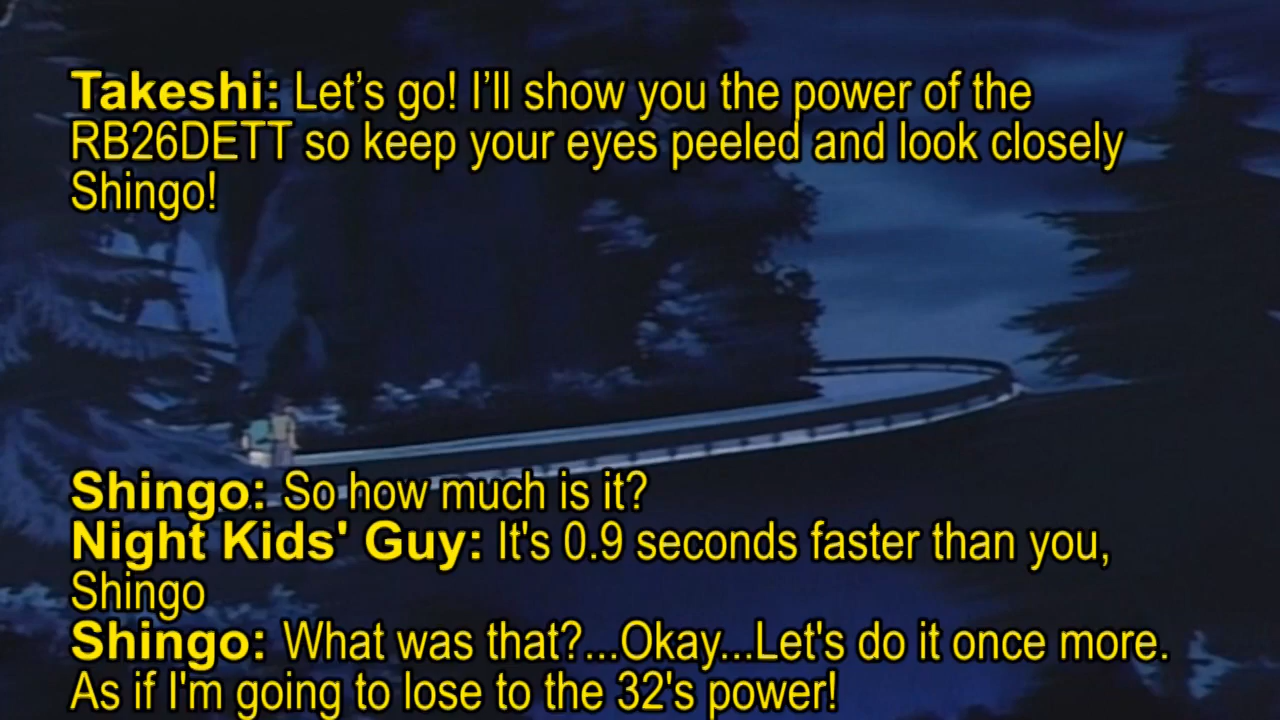 Takeshi: Let’s go! I’ll show you the power of the
RB26DETT so keep your eyes peeled and look closely
Shingo!
Shingo: So how much is it?
Night Kids' Guy: It's 0.9 seconds faster than you,
Shingo
Shingo: What was that?...Okay...Let's do it once more.
As if I'm going to lose to the 32's power!